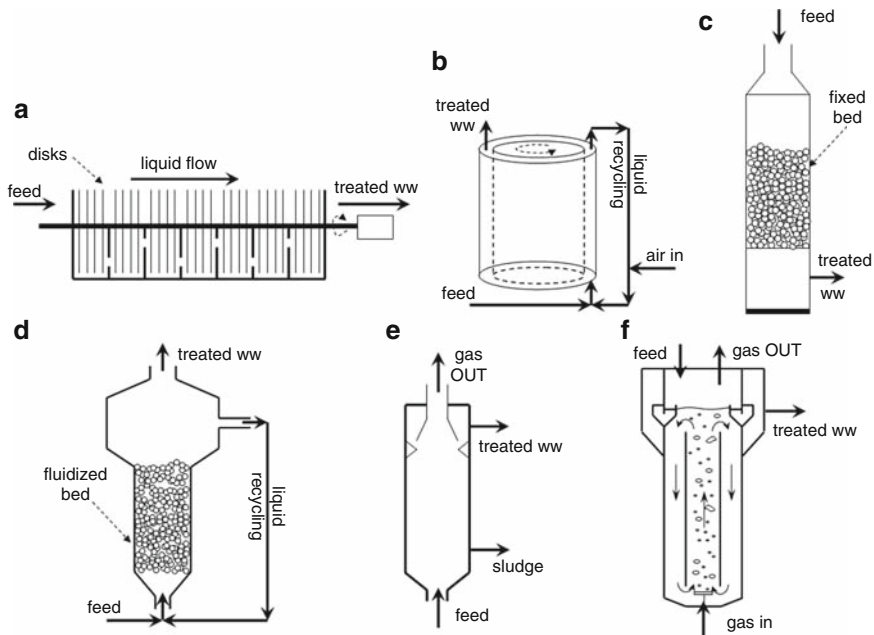 a
disks
liquid flow
feed
treated ww
b
treated
ww
liquid
recycling
air in
feed
c
feed
fixed
bed
treated
ww
d
treated ww
fluidized
bed
liquid
recycling
feed
e
gas
OUT
treated ww
sludge
feed
f
feed
gas OUT
treated ww
gas in